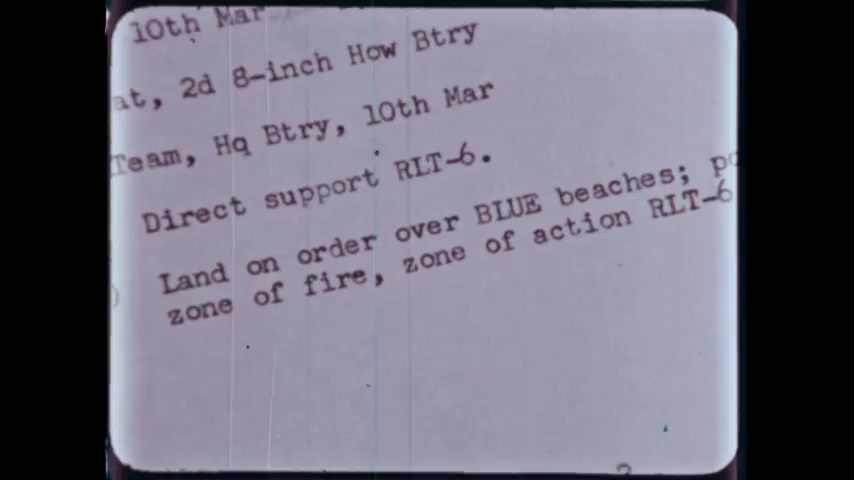 10th Mar
at, 2d 8-inch How Btry
Team, Hq Btry, 10th Mar
Direct support RLT-6.
Land on order over BLUE beaches; po
zone of fire, zone of action RLT-6